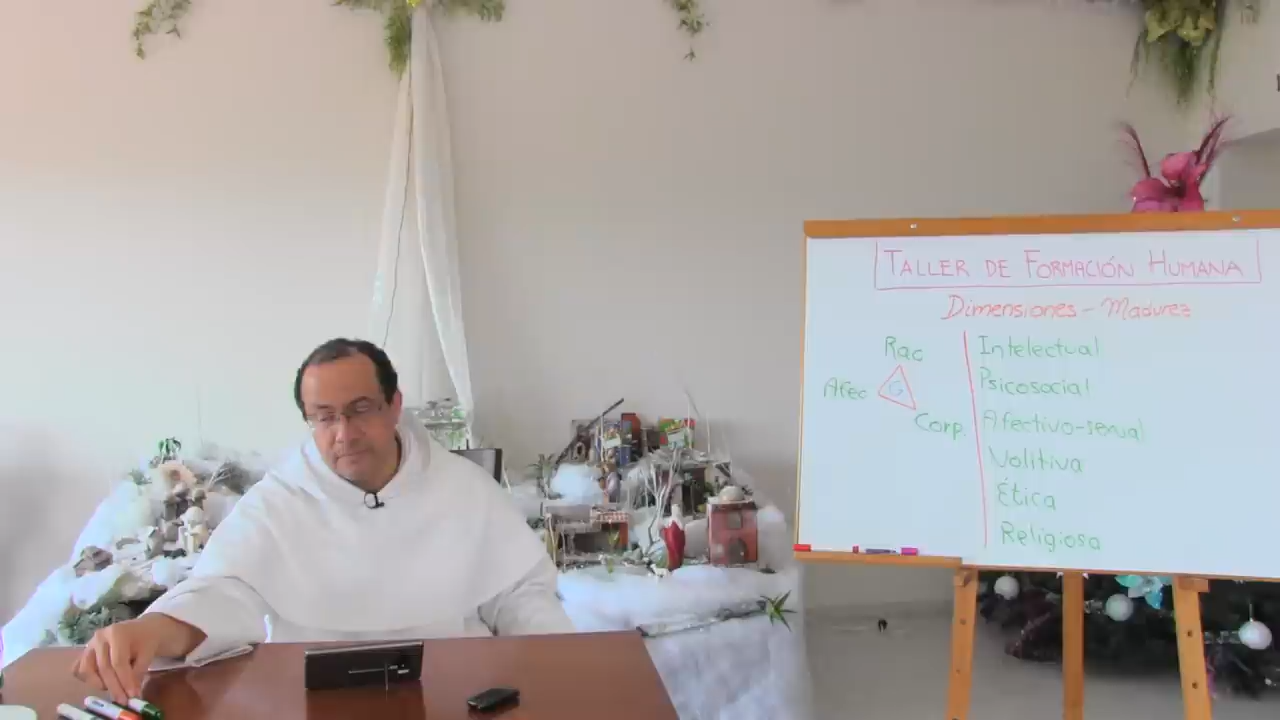 TALLER DE FORMACIÓN HUMANA
Dimensiones - Madurez
Rac
Afec
G
Corp.
Intelectual
Psicosocial
Afectivo-sexual
Volitiva
Ética
Religiosa